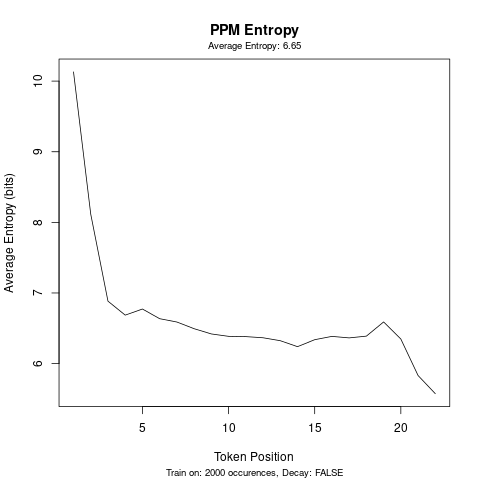 PPM Entropy
Average Entropy: 6.65
10
9
8
7
6
Average Entropy (bits)
5
10
15
20
Token Position
Train on: 2000 occurences, Decay: FALSE